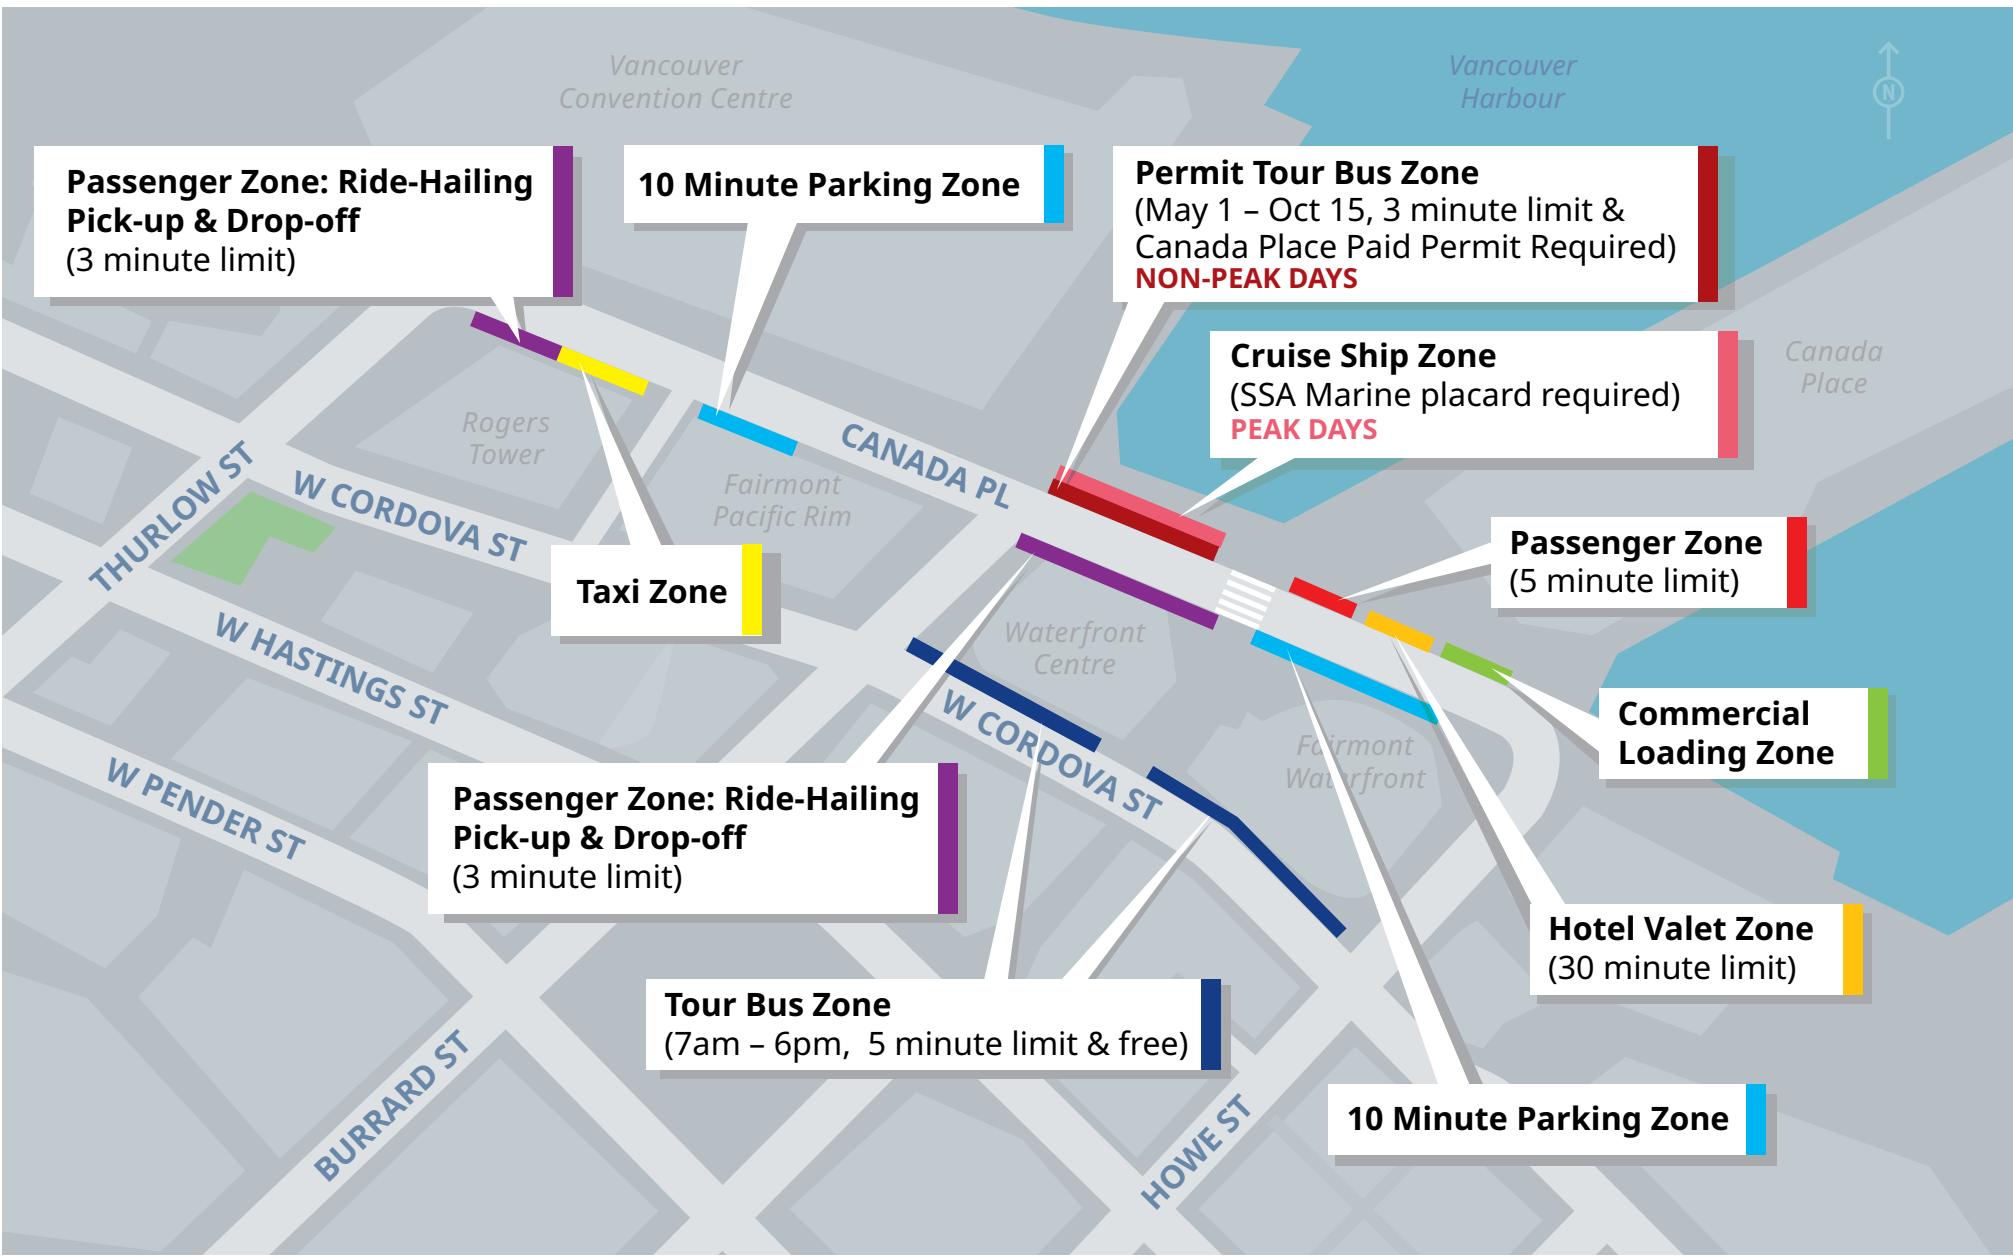 Vancouver
Convention Centre
Vancouver
Harbour
N
Passenger Zone: Ride-Hailing
Pick-up & Drop-off
(3 minute limit)
10 Minute Parking Zone
Permit Tour Bus Zone
(May 1 – Oct 15, 3 minute limit &
Canada Place Paid Permit Required)
NON-PEAK DAYS
Cruise Ship Zone
(SSA Marine placard required)
PEAK DAYS
Canada
Place
Rogers
Tower
CANADA PL
Fairmont
Pacific Rim
THURLOW ST
W CORDOVA ST
Taxi Zone
Passenger Zone
(5 minute limit)
Waterfront
Centre
W HASTINGS ST
W CORDOVA ST
Commercial
Loading Zone
Fairmont
Waterfront
W PENDER ST
Passenger Zone: Ride-Hailing
Pick-up & Drop-off
(3 minute limit)
Hotel Valet Zone
(30 minute limit)
Tour Bus Zone
(7am – 6pm,  5 minute limit & free)
BURRARD ST
HOWE ST
10 Minute Parking Zone